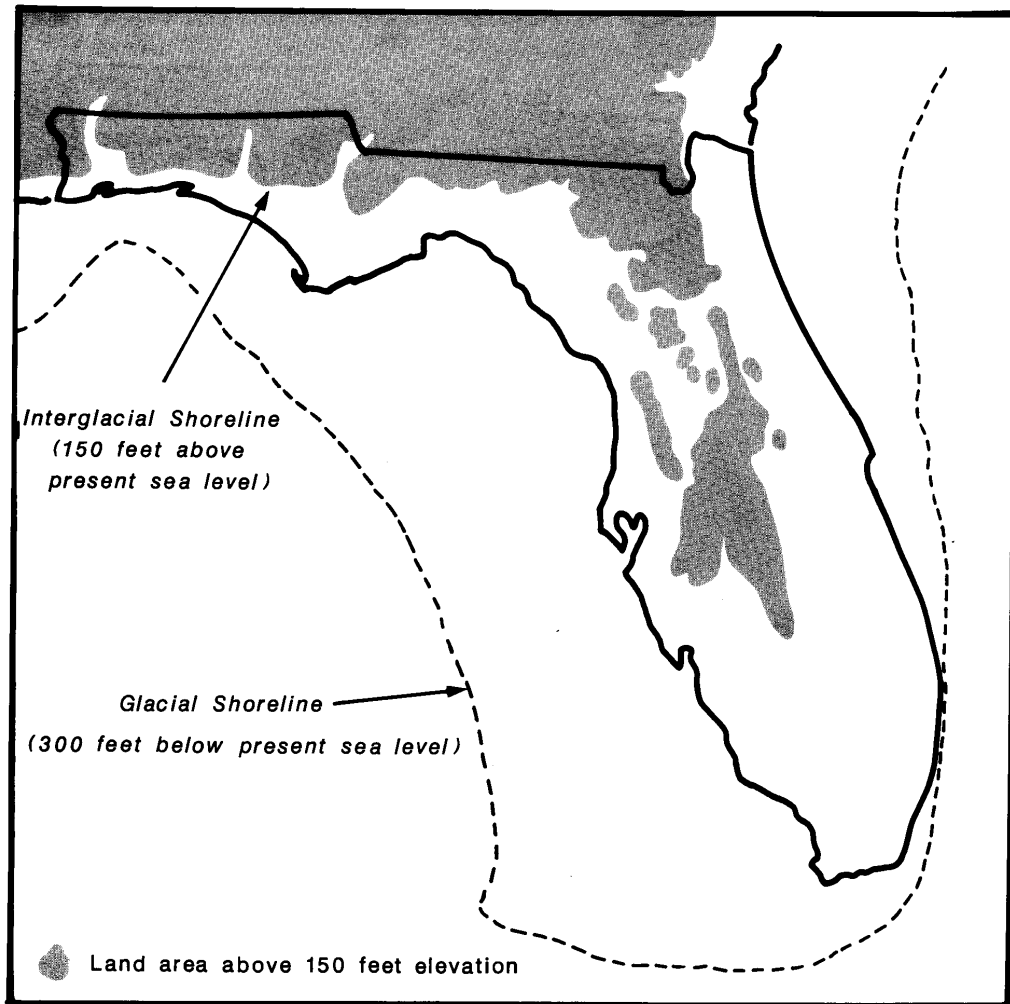 Interglacial Shoreline
(150 feet above
present sea level)
Glacial Shoreline
(300 feet below present sea level)
Land area above 150 feet elevation